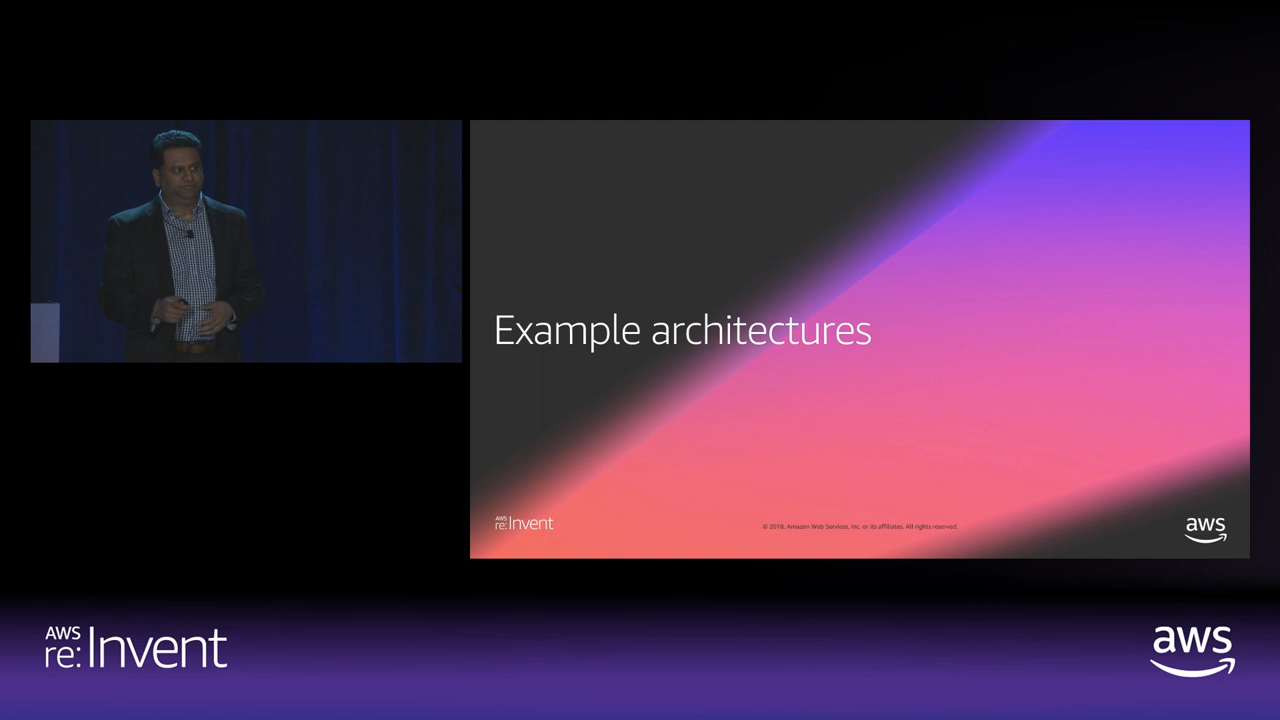 Example architectures
AWS
re:Invent
© 2018, Amazon Web Services, Inc. or its affiliates. All rights reserved.
aws
AWS
re:Invent
aws